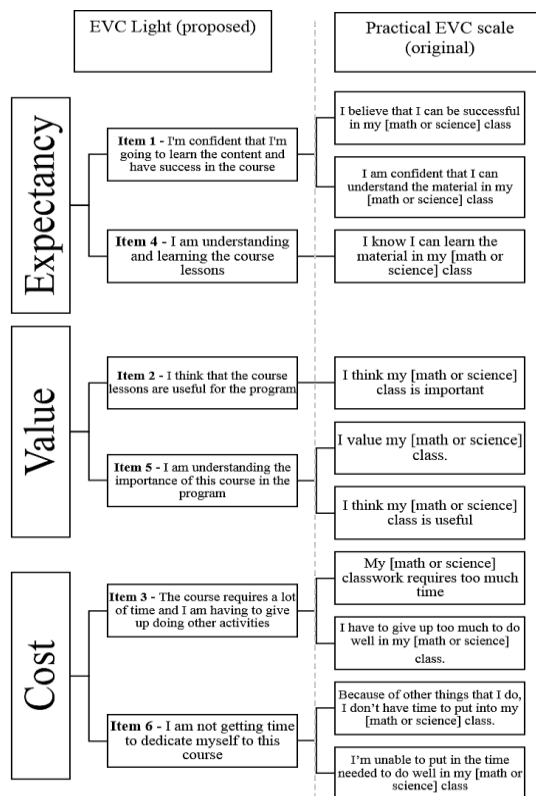 EVC Light (proposed)
Practical EVC scale
(original)
Expectancy
Item 1 - I'm confident that I'm
going to learn the content and
have success in the course
I believe that I can be successful
in my [math or science] class
I am confident that I can
understand the material in my
[math or science] class
Item 4 - I am understanding
and learning the course
lessons
I know I can learn the
material in my [math or
science] class
Value
Item 2 - I think that the course
lessons are useful for the program
I think my [math or science]
class is important
Item 5 - I am understanding the
importance of this course in the
program
I value my [math or science]
class.
I think my [math or science]
class is useful
Cost
Item 3 - The course requires a lot
of time and I am having to give
up doing other activities
My [math or science]
classwork requires too much
time
I have to give up too much to do
well in my [math or science]
class.
Item 6 - I am not getting time
to dedicate myself to this
course
Because of other things that I do,
I don't have time to put into my
[math or science] class.
I'm unable to put in the time
needed to do well in my [math or
science] class